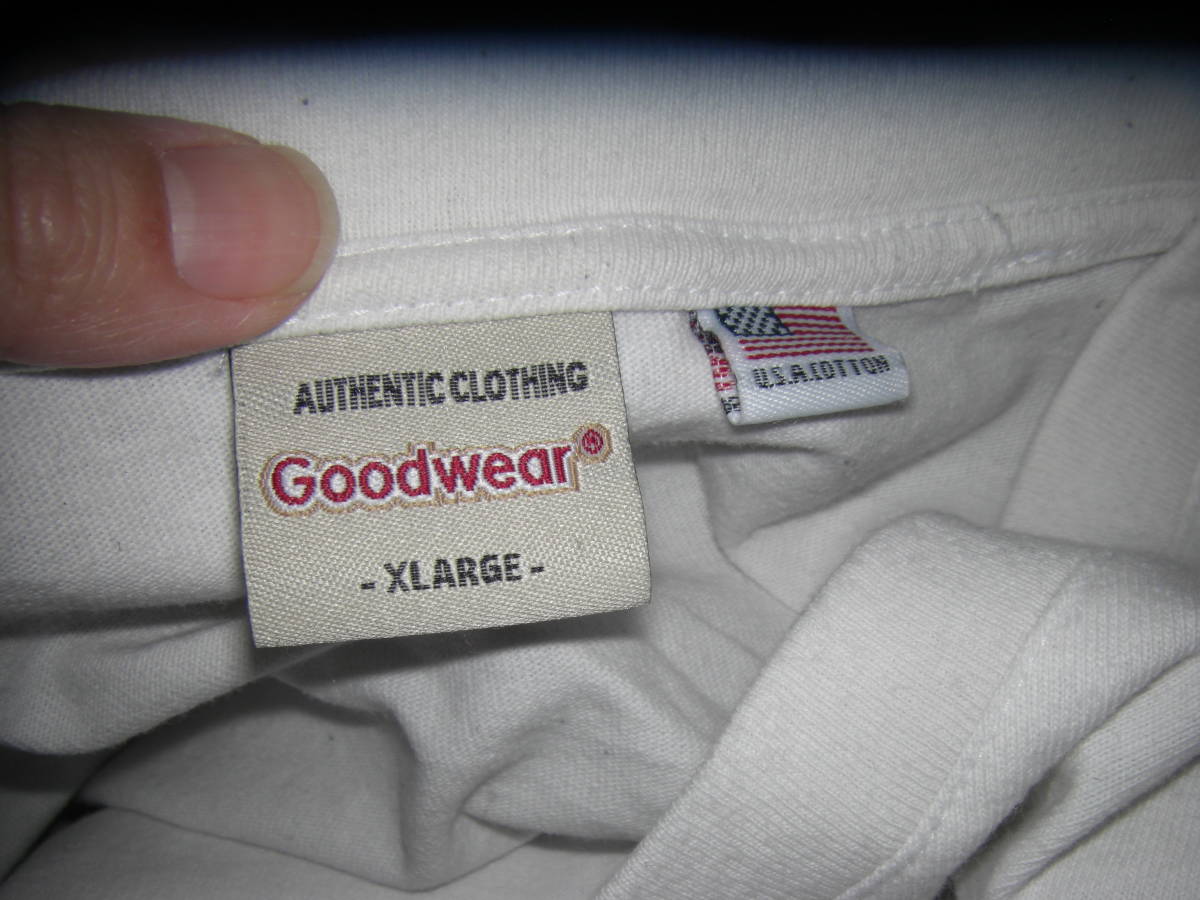 AUTHENTIC CLOTHING
Goodwear®
- XLARGE -
U.S.A.COTTON